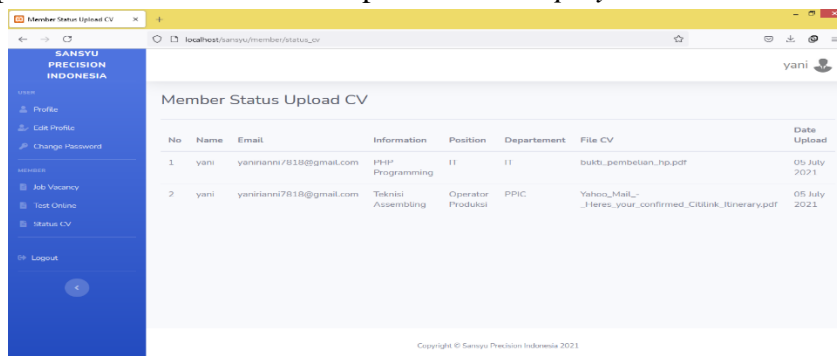 Member Status Upload CV
localhost/sansyu/member/status_cv
SANSYU
PRECISION
INDONESIA
yani
USER
Profile
Edit Profile
Change Password
MEMBER
Job Vacancy
Test Online
Status CV
Logout
Member Status Upload CV
No Name Email Information Position Departement File CV Date Upload
1 yani yanirianni7818@gmail.com PHP Programming IT IT bukti_pembelian_hp.pdf 05 July 2021
2 yani yanirianni7818@gmail.com Teknisi Assembling Operator Produksi PPIC Yahoo_Mail_-_Heres_your_confirmed_Citilink_Itinerary.pdf 05 July 2021
Copyright © Sansyu Precision Indonesia 2021